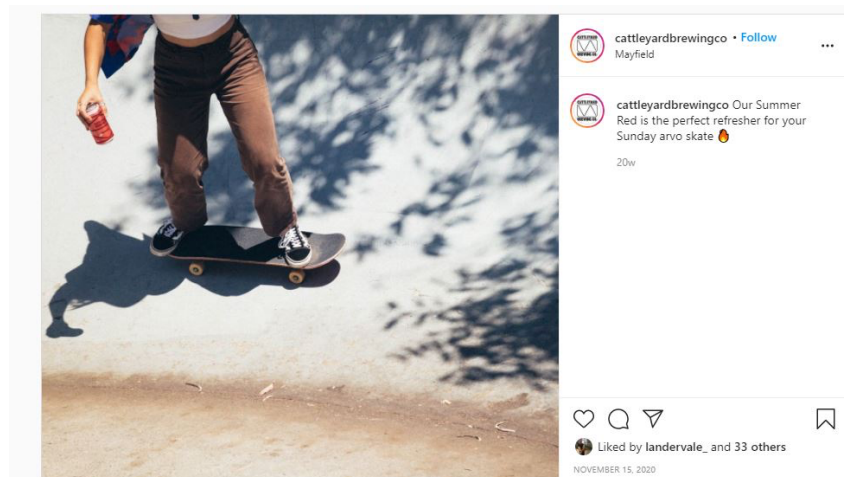 cattleyardbrewingco • Follow
Mayfield
cattleyardbrewingco Our Summer
Red is the perfect refresher for your
Sunday arvo skate 🔥
20w
Liked by landervale_ and 33 others
NOVEMBER 15, 2020